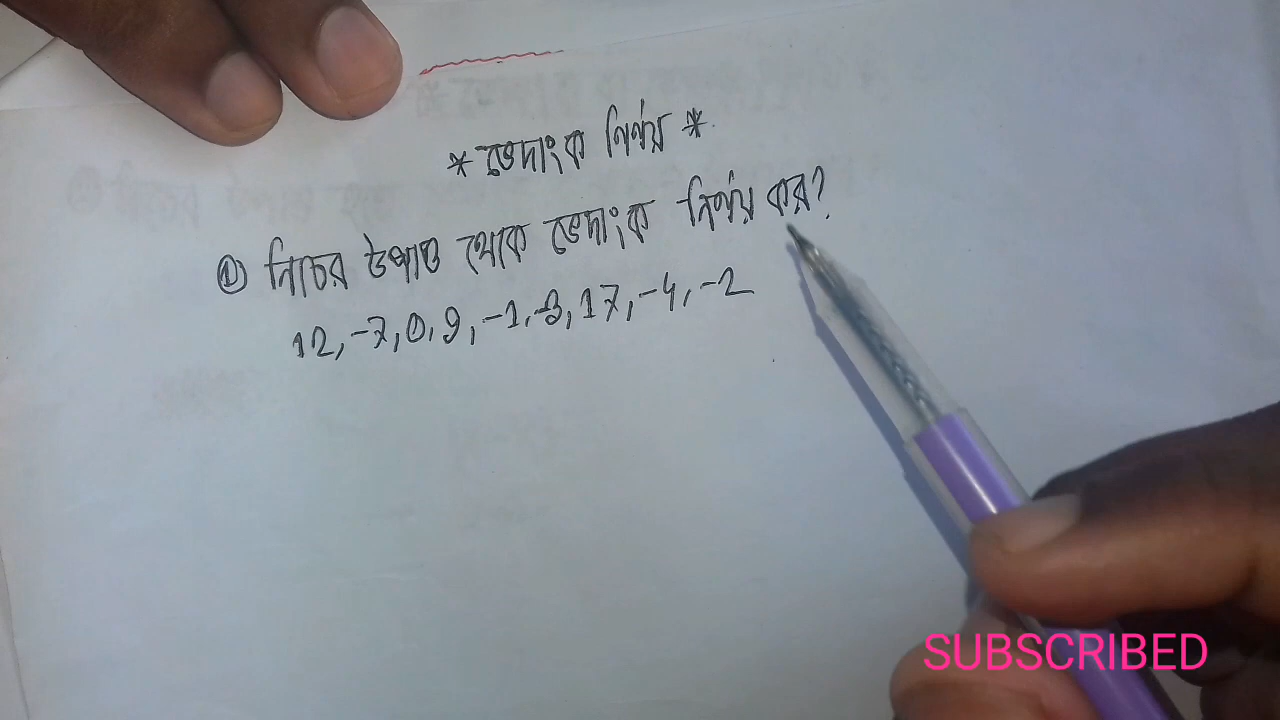 * ভেদাংক নির্ণয় *
① নিচের উপাত্ত থেকে ভেদাংক নির্ণয় কর?
12, -7, 0, 9, -1, -3, 17, -4, -2
SUBSCRIBED